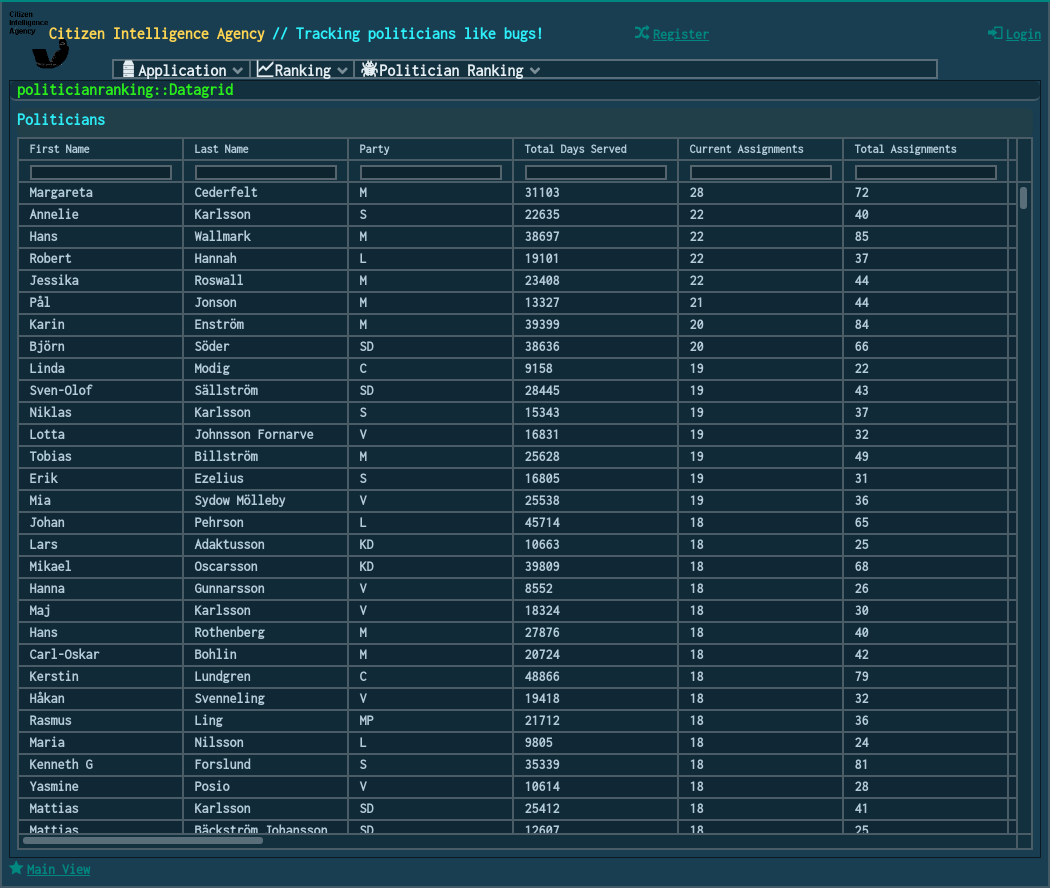 Citizen
Intelligence
Agency
Citizen Intelligence Agency // Tracking politicians like bugs!
Register
Login
Application Ranking Politician Ranking
politicianranking::Datagrid
Politicians
First Name Last Name Party Total Days Served Current Assignments Total Assignments
Margareta Cederfelt M 31103 28 72
Annelie Karlsson S 22635 22 40
Hans Wallmark M 38697 22 85
Robert Hannah L 19101 22 37
Jessika Roswall M 23408 22 44
Pål Jonson M 13327 21 44
Karin Enström M 39399 20 84
Björn Söder SD 38636 20 66
Linda Modig C 9158 19 22
Sven-Olof Sällström SD 28445 19 43
Niklas Karlsson S 15343 19 37
Lotta Johnsson Fornarve V 16831 19 32
Tobias Billström M 25628 19 49
Erik Ezelius S 16805 19 31
Mia Sydow Mölleby V 25538 19 36
Johan Pehrson L 45714 18 65
Lars Adaktusson KD 10663 18 25
Mikael Oscarsson KD 39809 18 68
Hanna Gunnarsson V 8552 18 26
Maj Karlsson V 18324 18 30
Hans Rothenberg M 27876 18 40
Carl-Oskar Bohlin M 20724 18 42
Kerstin Lundgren C 48866 18 79
Håkan Svenneling V 19418 18 32
Rasmus Ling MP 21712 18 36
Maria Nilsson L 9805 18 24
Kenneth G Forslund S 35339 18 81
Yasmine Posio V 10614 18 28
Mattias Karlsson SD 25412 18 41
Mattias Bäckström Johansson SD 12607 18 25
Main View